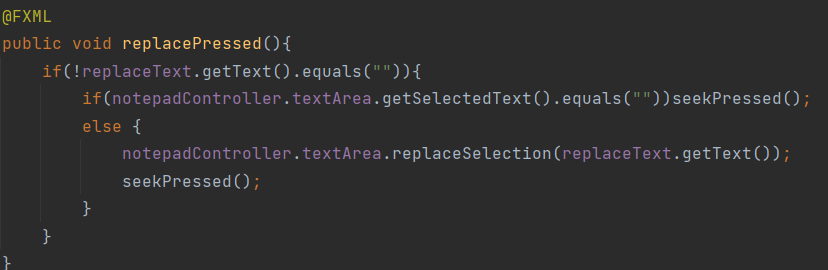 @FXML
public void replacePressed(){
    if(!replaceText.getText().equals("")){
        if(notepadController.textArea.getSelectedText().equals(""))seekPressed();
        else {
            notepadController.textArea.replaceSelection(replaceText.getText());
            seekPressed();
        }
    }
}